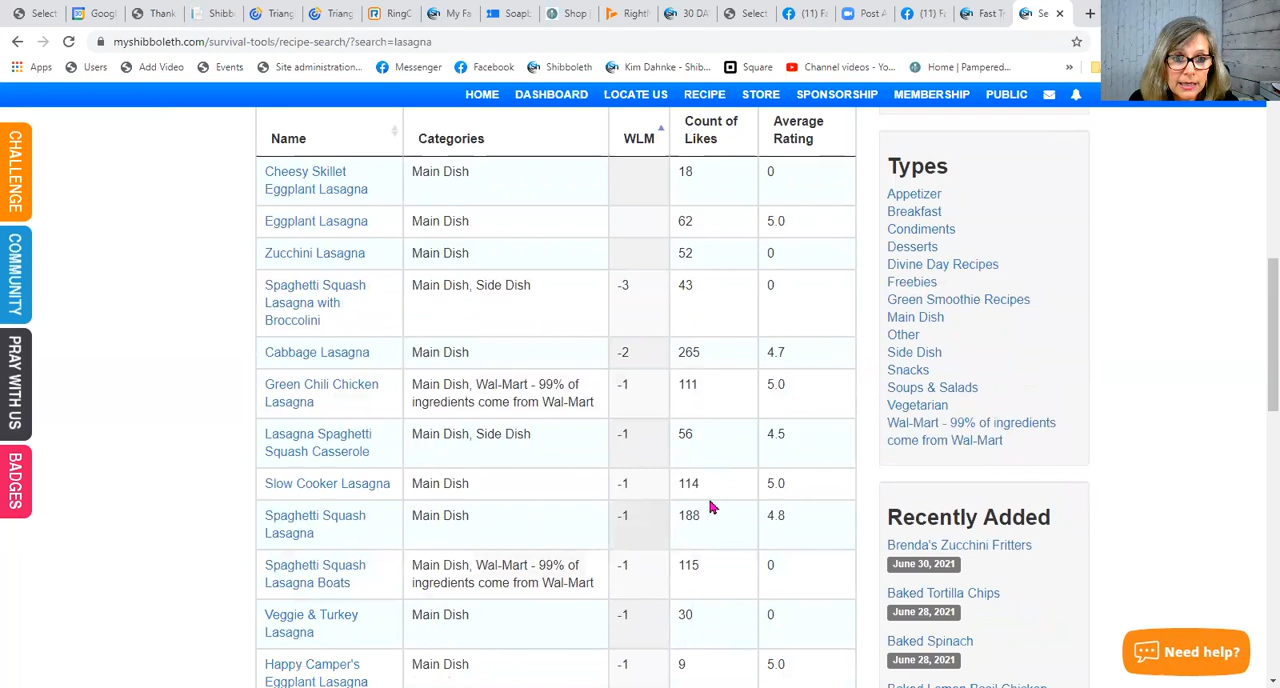 Select
Googl
Thank
Shibb
Triang
Triang
RingC
My Fa
Soapl
Shop |
Right
30 DA
Select
(11) Fa
Post A
(11) Fa
Fast T
Se
myshibboleth.com/survival-tools/recipe-search/?search=lasagna
Apps Users Add Video Events Site administration... Messenger Shibboleth Kim Dahnke - Shib... Square Channel videos - Yo... Home | Pampered... »
HOME DASHBOARD LOCATE US RECIPE STORE SPONSORSHIP MEMBERSHIP PUBLIC
CHALLENGE
COMMUNITY
PRAY WITH US
BADGES
Name Categories WLM Count of Likes Average Rating
Cheesy Skillet Main Dish 18 0
Eggplant Lasagna
Eggplant Lasagna Main Dish 62 5.0
Zucchini Lasagna Main Dish 52 0
Spaghetti Squash Main Dish, Side Dish -3 43 0
Lasagna with
Broccolini
Cabbage Lasagna Main Dish -2 265 4.7
Green Chili Chicken Main Dish, Wal-Mart - 99% of -1 111 5.0
Lasagna ingredients come from Wal-Mart
Lasagna Spaghetti Main Dish, Side Dish -1 56 4.5
Squash Casserole
Slow Cooker Lasagna Main Dish -1 114 5.0
Spaghetti Squash Main Dish -1 188 4.8
Lasagna
Spaghetti Squash Main Dish, Wal-Mart - 99% of -1 115 0
Lasagna Boats ingredients come from Wal-Mart
Veggie & Turkey Main Dish -1 30 0
Lasagna
Happy Camper's Main Dish -1 9 5.0
Eggplant Lasagna
Types
Appetizer
Breakfast
Condiments
Desserts
Divine Day Recipes
Freebies
Green Smoothie Recipes
Main Dish
Other
Side Dish
Snacks
Soups & Salads
Vegetarian
Wal-Mart - 99% of ingredients
come from Wal-Mart
Recently Added
Brenda's Zucchini Fritters
June 30, 2021
Baked Tortilla Chips
June 28, 2021
Baked Spinach
June 28, 2021
Baked Lemon Basil Chicken
Need help?